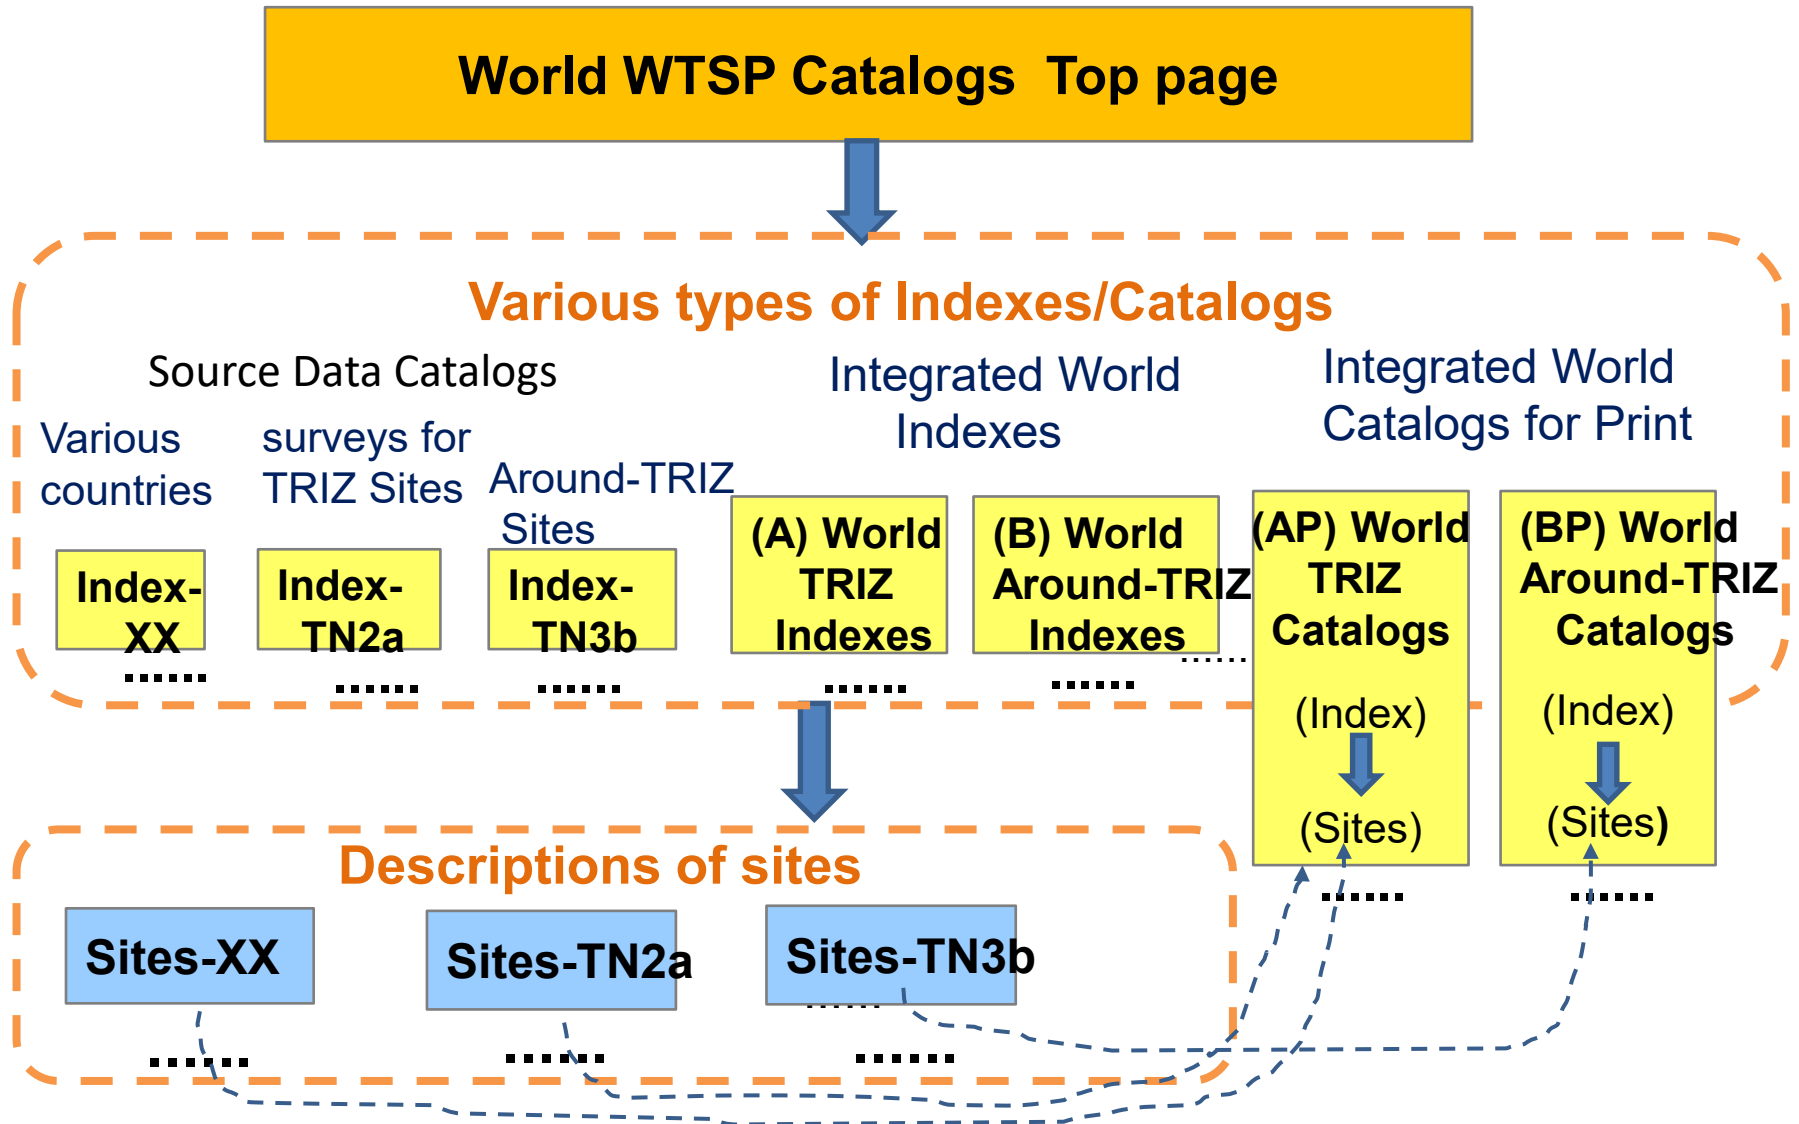 World WTSP Catalogs  Top page
Various types of Indexes/Catalogs
Source Data Catalogs
Various
countries
surveys for
TRIZ Sites
Around-TRIZ
Sites
Integrated World
Indexes
Integrated World
Catalogs for Print
Index-
XX
......
Index-
TN2a
......
Index-
TN3b
......
(A) World
TRIZ
Indexes
......
(B) World
Around-TRIZ
Indexes
......
......
(AP) World
TRIZ
Catalogs
(Index)
(Sites)
......
(BP) World
Around-TRIZ
Catalogs
(Index)
(Sites)
......
Descriptions of sites
Sites-XX
......
Sites-TN2a
......
Sites-TN3b
......
......